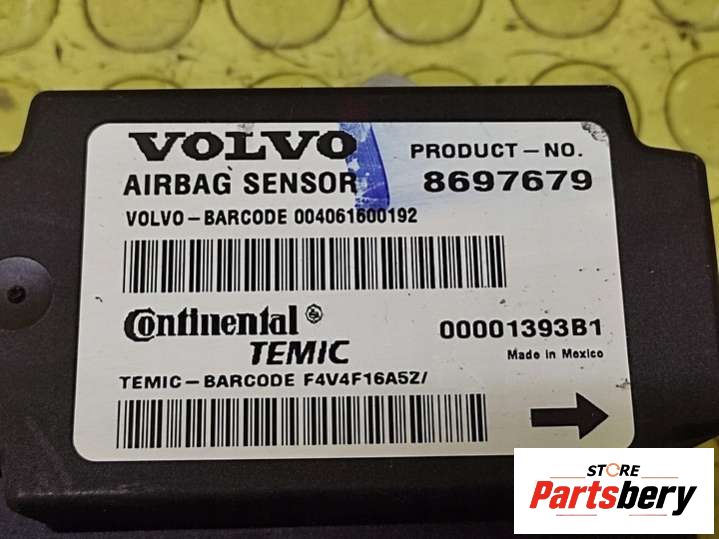 VOLVO
PRODUCT-NO.
AIRBAG SENSOR
8697679
VOLVO-BARCODE 004061600192
Continental
TEMIC
00001393B1
Made in Mexico
TEMIC-BARCODE F4V4F16A5Z/
STORE
Partsbery